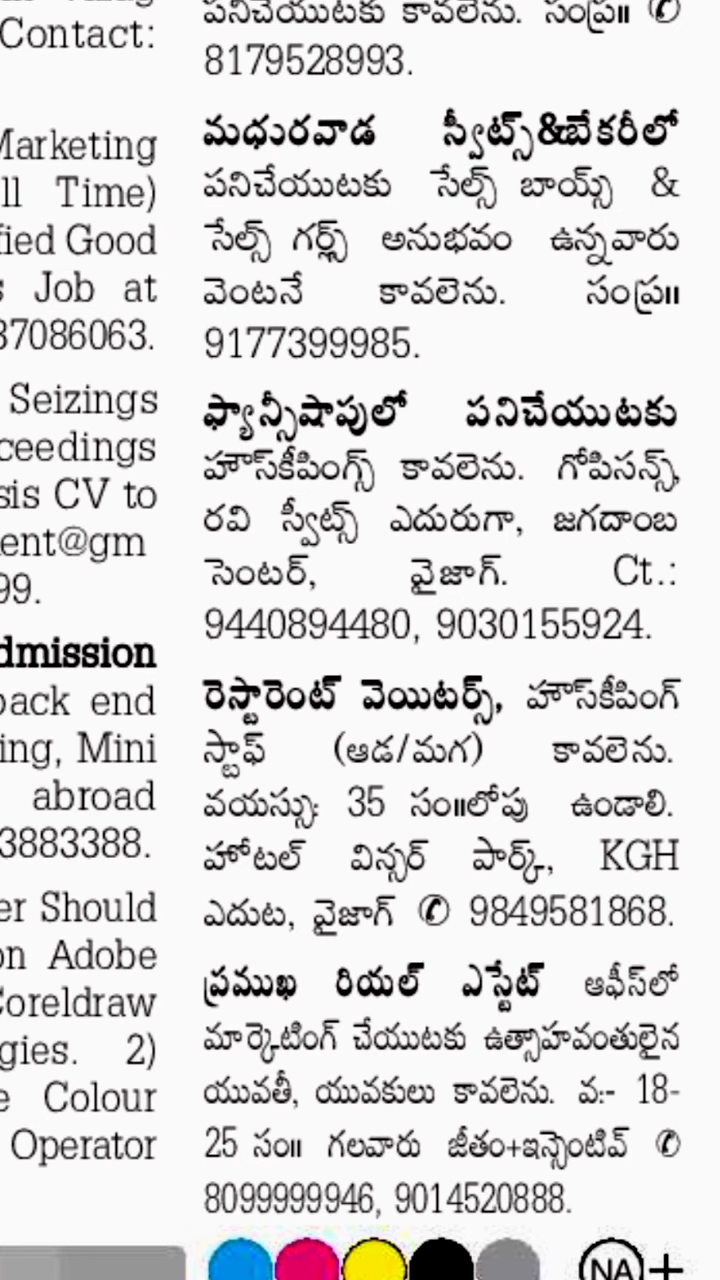 Contact:
Marketing
ll Time)
fied Good
s Job at
37086063.
Seizings
ceedings
sis CV to
ent@gm
99.
dmission
back end
ing, Mini
abroad
3883388.
er Should
on Adobe
Coreldraw
gies. 2)
e Colour
Operator
పనిచేయుటకు కావలెను. సంప్ర॥ ✆
8179528993.
మధురవాడ స్వీట్స్&బేకరీలో
పనిచేయుటకు సేల్స్ బాయ్స్ &
సేల్స్ గర్ల్స్ అనుభవం ఉన్నవారు
వెంటనే కావలెను. సంప్ర॥
9177399985.
ఫ్యాన్సీషాపులో పనిచేయుటకు
హౌస్‌కీపింగ్స్ కావలెను. గోపిసన్స్,
రవి స్వీట్స్ ఎదురుగా, జగదాంబ
సెంటర్, వైజాగ్. Ct.:
9440894480, 9030155924.
రెస్టారెంట్ వెయిటర్స్, హౌస్‌కీపింగ్
స్టాఫ్ (ఆడ/మగ) కావలెను.
వయస్సు: 35 సం॥లోపు ఉండాలి.
హోటల్ విన్సర్ పార్క్, KGH
ఎదుట, వైజాగ్ ✆ 9849581868.
ప్రముఖ రియల్ ఎస్టేట్ ఆఫీస్‌లో
మార్కెటింగ్ చేయుటకు ఉత్సాహవంతులైన
యువతీ, యువకులు కావలెను. వ:- 18-
25 సం॥ గలవారు జీతం+ఇన్సెంటివ్ ✆
8099999946, 9014520888.
NA +